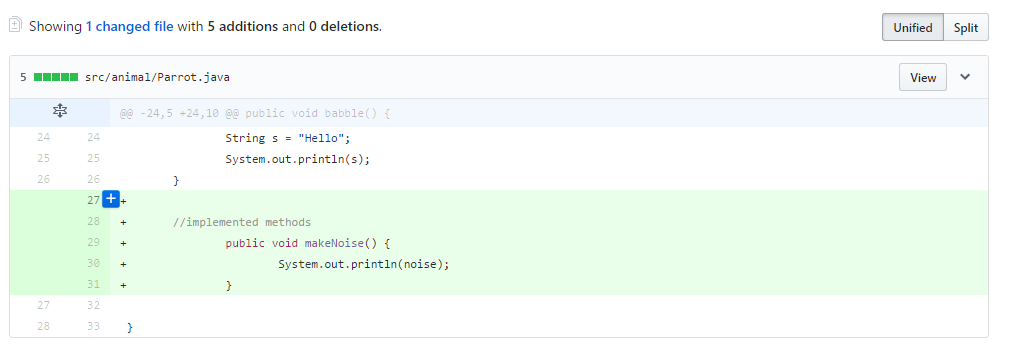 Showing 1 changed file with 5 additions and 0 deletions.
Unified Split
5 src/animal/Parrot.java
View
@@ -24,5 +24,10 @@ public void babble() {
24 24 String s = "Hello";
25 25 System.out.println(s);
26 26 }
27 + +
28 + //implemented methods
29 + public void makeNoise() {
30 + System.out.println(noise);
31 + }
27 32
28 33 }